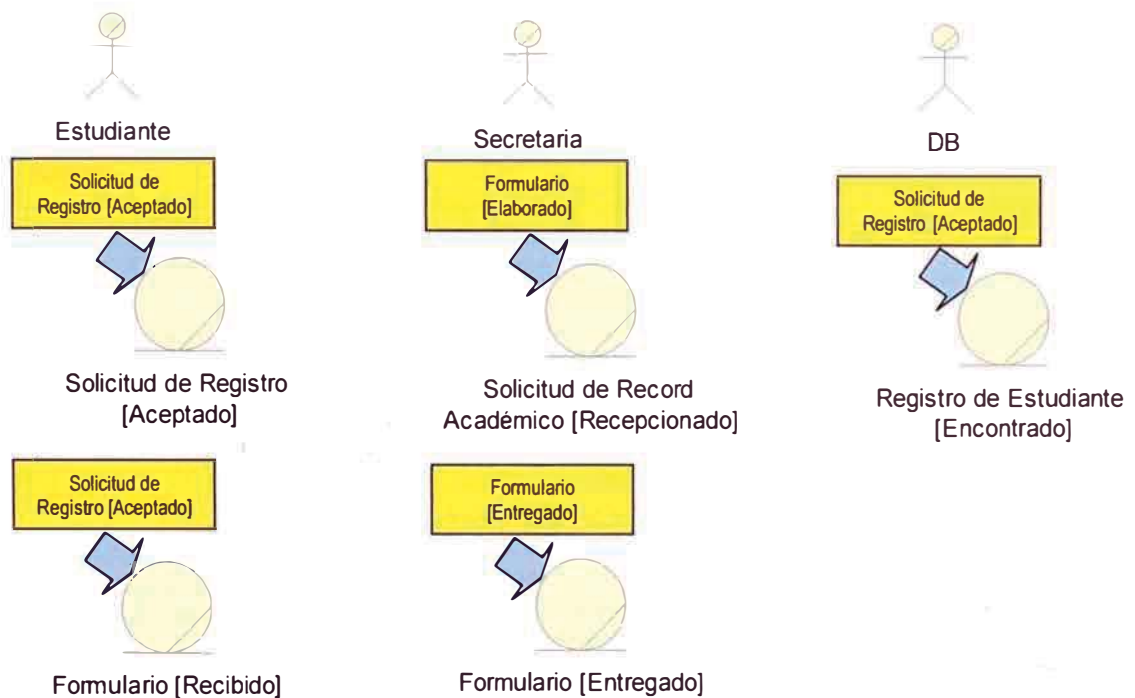 Estudiante
Secretaria
DB
Solicitud de
Registro [Aceptado]
Formulario
[Elaborado]
Solicitud de
Registro [Aceptado]
Solicitud de Registro
[Aceptado]
Solicitud de Record
Académico [Recepcionado]
Registro de Estudiante
[Encontrado]
Solicitud de
Registro [Aceptado]
Formulario
[Entregado]
Formulario [Recibido]
Formulario [Entregado]